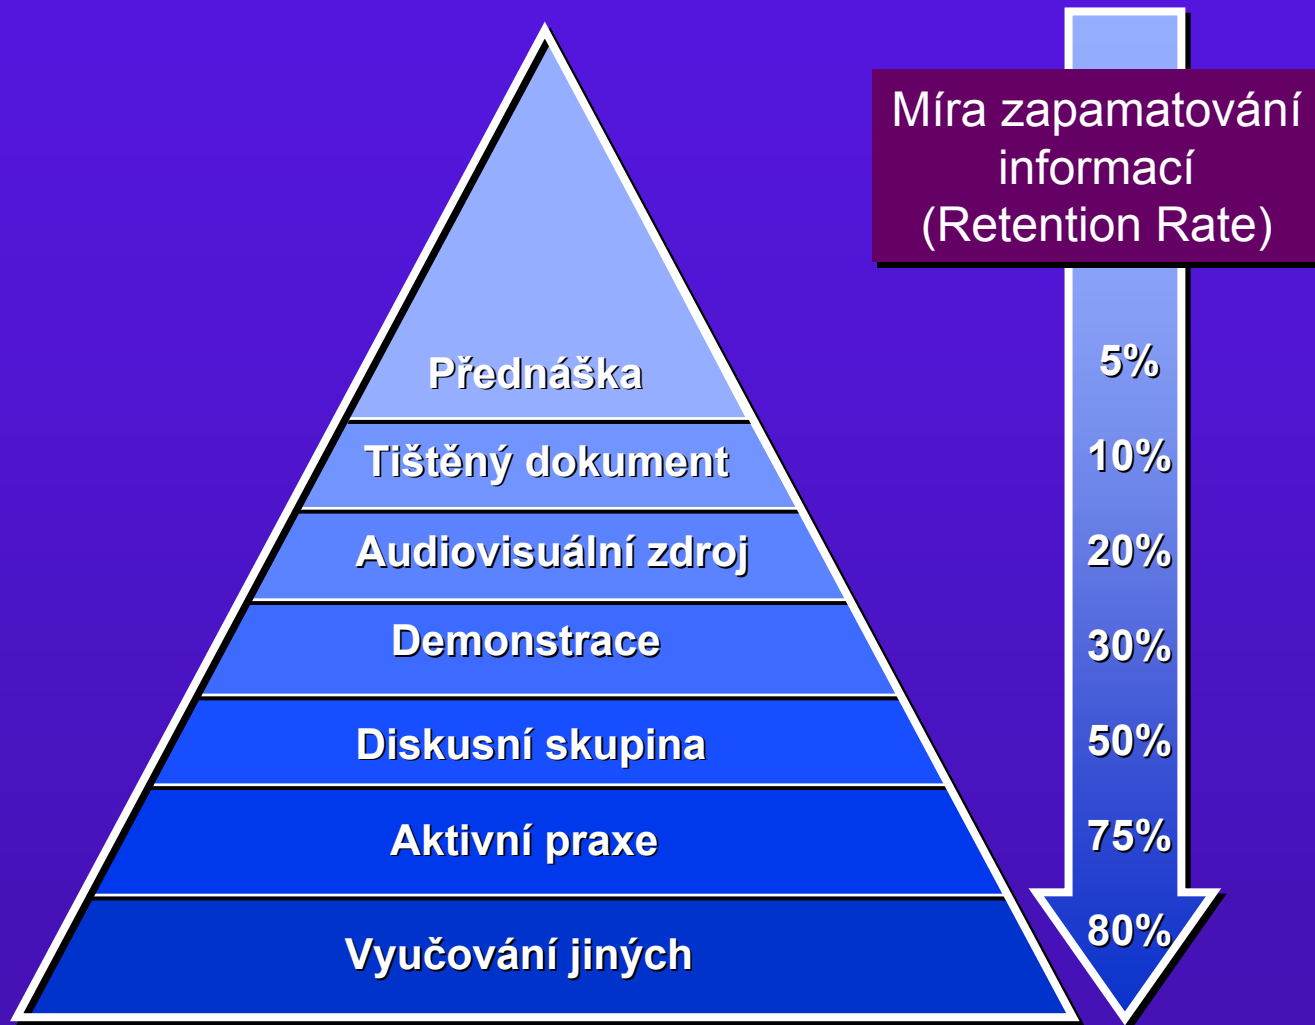 Míra zapamatování
informací
(Retention Rate)
Přednáška
5%
Tištěný dokument
10%
Audiovisuální zdroj
20%
Demonstrace
30%
Diskusní skupina
50%
Aktivní praxe
75%
Vyučování jiných
80%